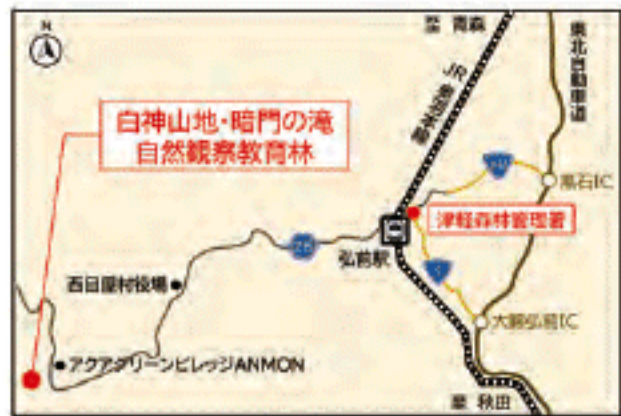 N
青森
JR
東北自動車道
白神山地・暗門の滝
自然観察教育林
黒石IC
津軽森林管理署
弘前駅
28
7
西目屋村役場
大鰐弘前IC
アクアグリーンビレッジANMON
秋田